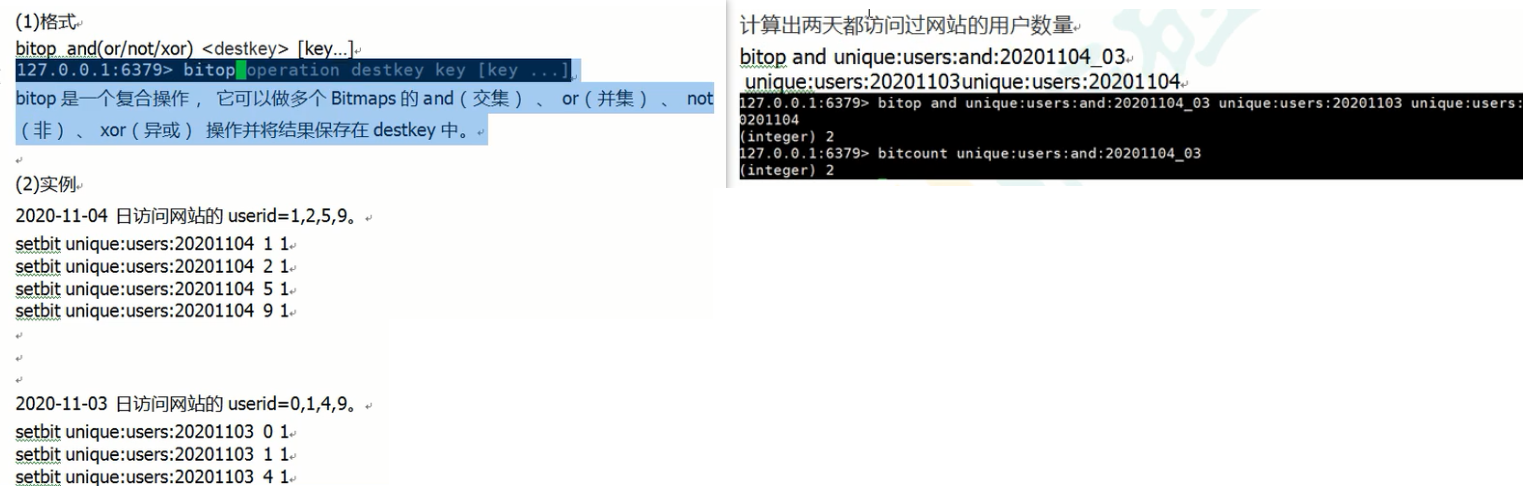 (1)格式
bitop and(or/not/xor) <destkey> [key…]
127.0.0.1:6379> bitop operation destkey key [key ...]
bitop 是一个复合操作， 它可以做多个 Bitmaps 的 and（交集）、 or（并集）、 not
（非）、 xor（异或） 操作并将结果保存在 destkey 中。
(2)实例
2020-11-04 日访问网站的 userid=1,2,5,9。
setbit unique:users:20201104 1 1
setbit unique:users:20201104 2 1
setbit unique:users:20201104 5 1
setbit unique:users:20201104 9 1
2020-11-03 日访问网站的 userid=0,1,4,9。
setbit unique:users:20201103 0 1
setbit unique:users:20201103 1 1
setbit unique:users:20201103 4 1
计算出两天都访问过网站的用户数量
bitop and unique:users:and:20201104_03
unique:users:20201103unique:users:20201104
127.0.0.1:6379> bitop and unique:users:and:20201104_03 unique:users:20201103 unique:users:
0201104
(integer) 2
127.0.0.1:6379> bitcount unique:users:and:20201104_03
(integer) 2